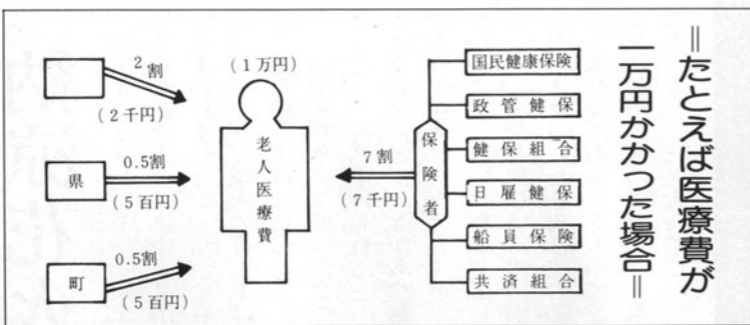 ＝たとえば医療費が
一万円かかった場合＝
2割
(2千円)
県
0.5割
(5百円)
町
0.5割
(5百円)
(1万円)
老人医療費
7割
(7千円)
保険者
国民健康保険
政管健保
健保組合
日雇健保
船員保険
共済組合